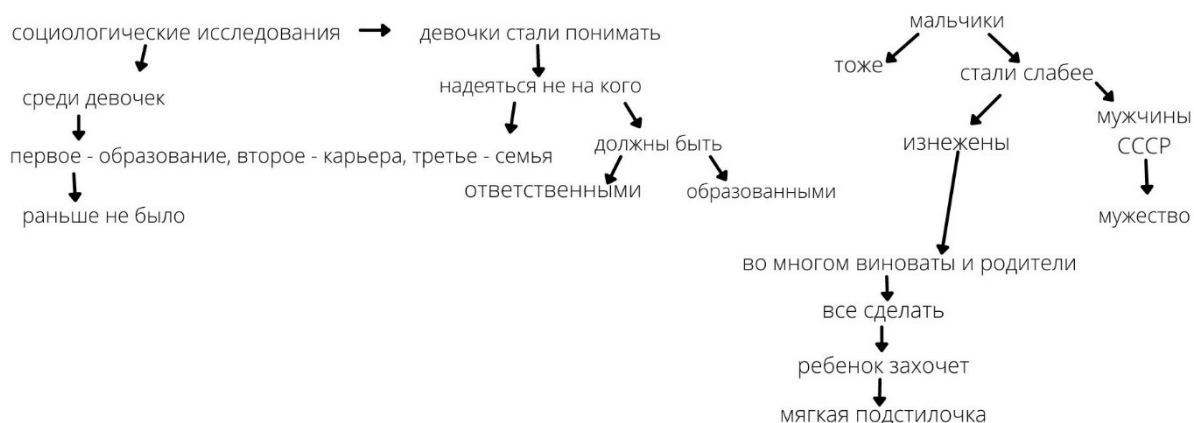 социологические исследования
девочки стали понимать
среди девочек
надеяться не на кого
первое - образование, второе - карьера, третье - семья
должны быть
раньше не было
ответственными
образованными
мальчики
тоже
стали слабее
изнежены
мужчины
СССР
мужество
во многом виноваты и родители
все сделать
ребенок захочет
мягкая подстилочка